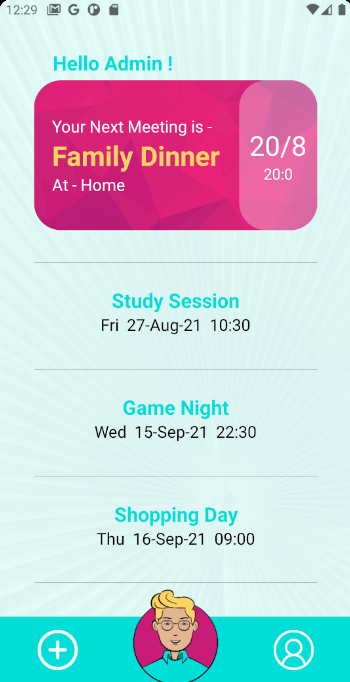 12:29
Hello Admin !
Your Next Meeting is -
Family Dinner
At - Home
20/8
20:0
Study Session
Fri 27-Aug-21 10:30
Game Night
Wed 15-Sep-21 22:30
Shopping Day
Thu 16-Sep-21 09:00